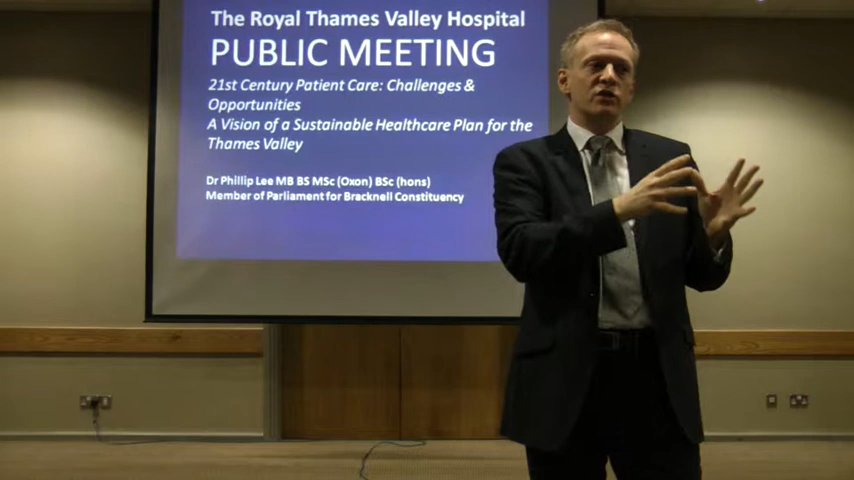 The Royal Thames Valley Hospital
PUBLIC MEETING
21st Century Patient Care: Challenges &
Opportunities
A Vision of a Sustainable Healthcare Plan for the
Thames Valley
Dr Phillip Lee MB BS MSc (Oxon) BSc (hons)
Member of Parliament for Bracknell Constituency